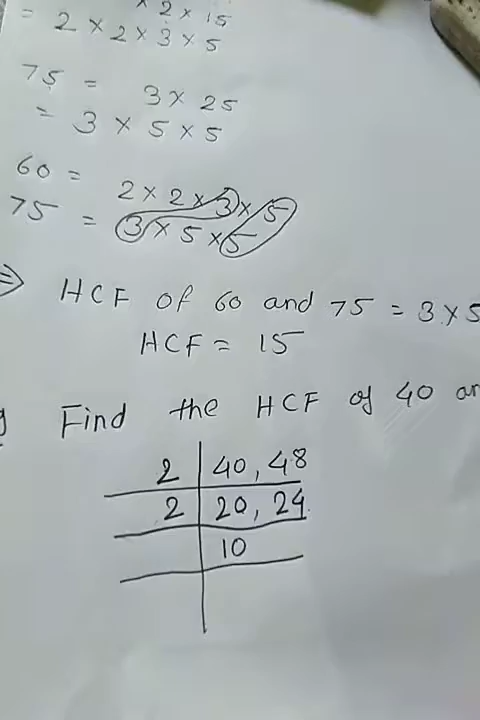 = × 2 × 15
= 2 × 2 × 3 × 5
75 = 3 × 25
= 3 × 5 × 5
60 = 2 × 2 × 3 × 5
75 = 3 × 5 × 5
⇒ HCF of 60 and 75 = 3 × 5
HCF = 15
Find the HCF of 40
2 | 40, 48
2 | 20, 24
10